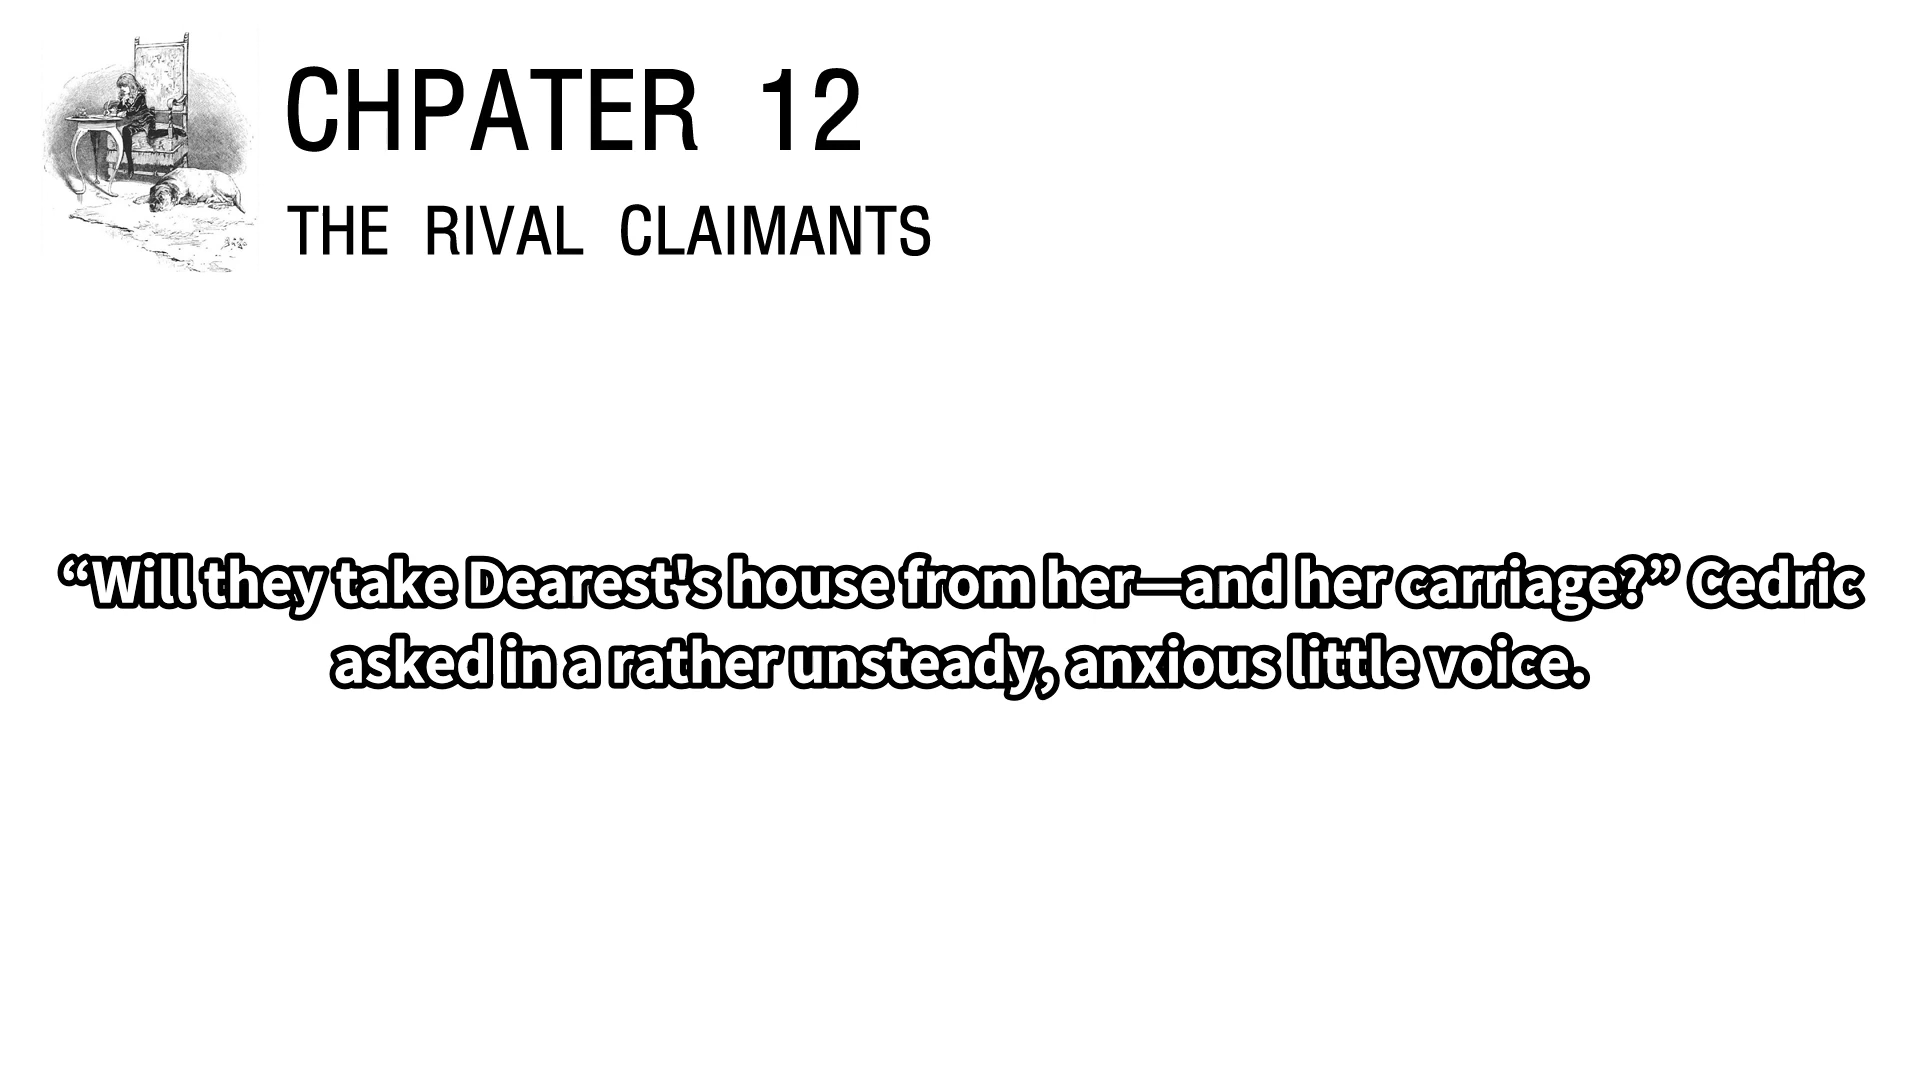 CHPATER 12
THE RIVAL CLAIMANTS
“Will they take Dearest's house from her—and her carriage?” Cedric
asked in a rather unsteady, anxious little voice.